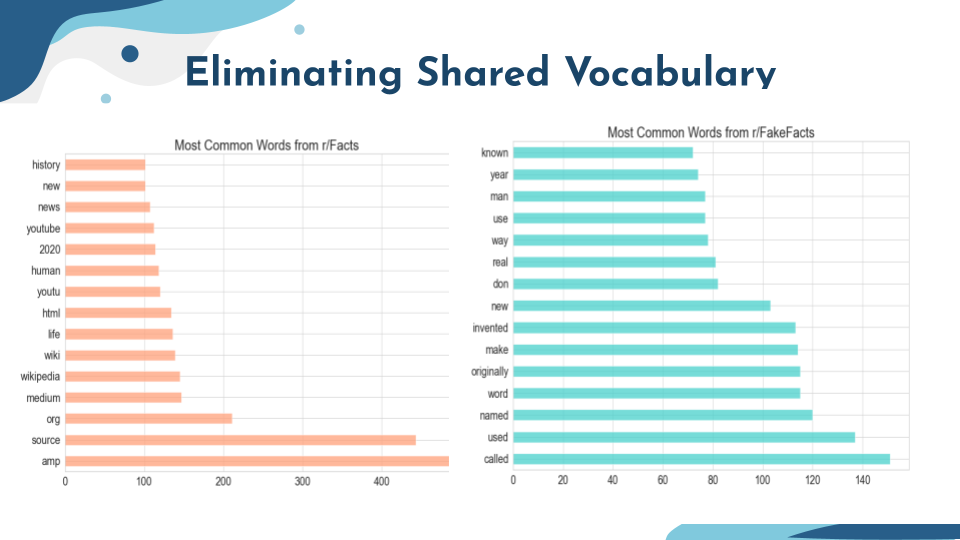 Eliminating Shared Vocabulary
Most Common Words from r/Facts
history
new
news
youtube
2020
human
youtu
html
life
wiki
wikipedia
medium
org
source
amp
0 100 200 300 400
Most Common Words from r/FakeFacts
known
year
man
use
way
real
don
new
invented
make
originally
word
named
used
called
0 20 40 60 80 100 120 140